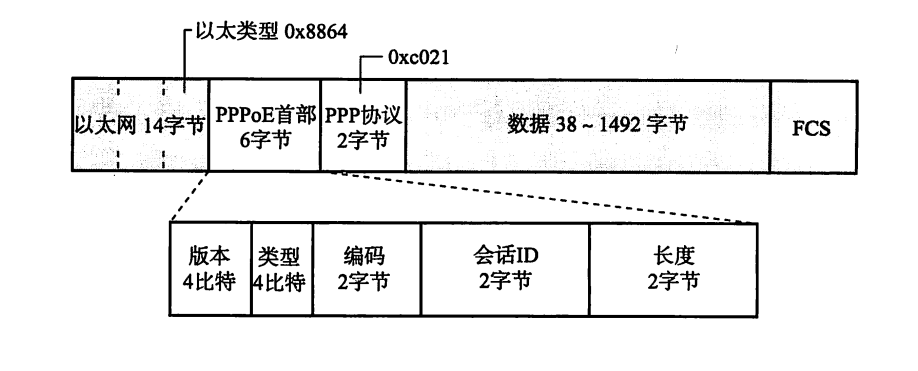 以太类型 0x8864
0xc021
以太网 14字节
PPPoE首部
6字节
PPP协议
2字节
数据 38 ~ 1492 字节
FCS
版本
4比特
类型
4比特
编码
2字节
会话ID
2字节
长度
2字节